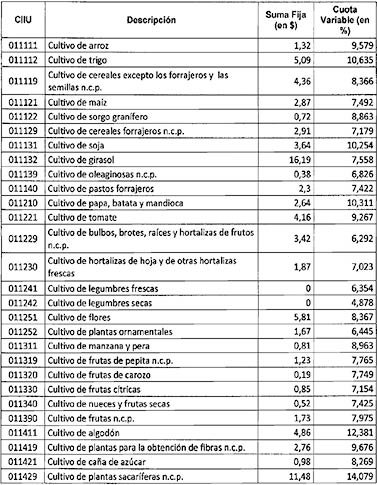 CIIU Descripción Suma Fija (en $) Cuota Variable (en %)
011111 Cultivo de arroz 1,32 9,579
011112 Cultivo de trigo 5,09 10,635
011119 Cultivo de cereales excepto los forrajeros y las semillas n.c.p. 4,36 8,366
011121 Cultivo de maíz 2,87 7,492
011122 Cultivo de sorgo granífero 0,72 8,863
011129 Cultivo de cereales forrajeros n.c.p. 2,91 7,179
011131 Cultivo de soja 3,64 10,254
011132 Cultivo de girasol 16,19 7,558
011139 Cultivo de oleaginosas n.c.p. 0,38 6,826
011140 Cultivo de pastos forrajeros 2,3 7,422
011210 Cultivo de papa, batata y mandioca 2,64 10,311
011221 Cultivo de tomate 4,16 9,267
011229 Cultivo de bulbos, brotes, raíces y hortalizas de frutos n.c.p. 3,42 6,292
011230 Cultivo de hortalizas de hoja y de otras hortalizas frescas 1,87 7,023
011241 Cultivo de legumbres frescas 0 6,354
011242 Cultivo de legumbres secas 0 4,878
011251 Cultivo de flores 5,81 8,367
011252 Cultivo de plantas ornamentales 1,67 6,445
011311 Cultivo de manzana y pera 0,81 8,963
011319 Cultivo de frutas de pepita n.c.p. 1,23 7,765
011320 Cultivo de frutas de carozo 0,19 7,749
011330 Cultivo de frutas cítricas 0,85 7,154
011340 Cultivo de nueces y frutas secas 0,52 7,425
011390 Cultivo de frutas n.c.p. 1,73 7,975
011411 Cultivo de algodón 4,86 12,381
011419 Cultivo de plantas para la obtención de fibras n.c.p. 2,76 9,676
011421 Cultivo de caña de azúcar 0,98 8,269
011429 Cultivo de plantas sacaríferas n.c.p. 11,48 14,079